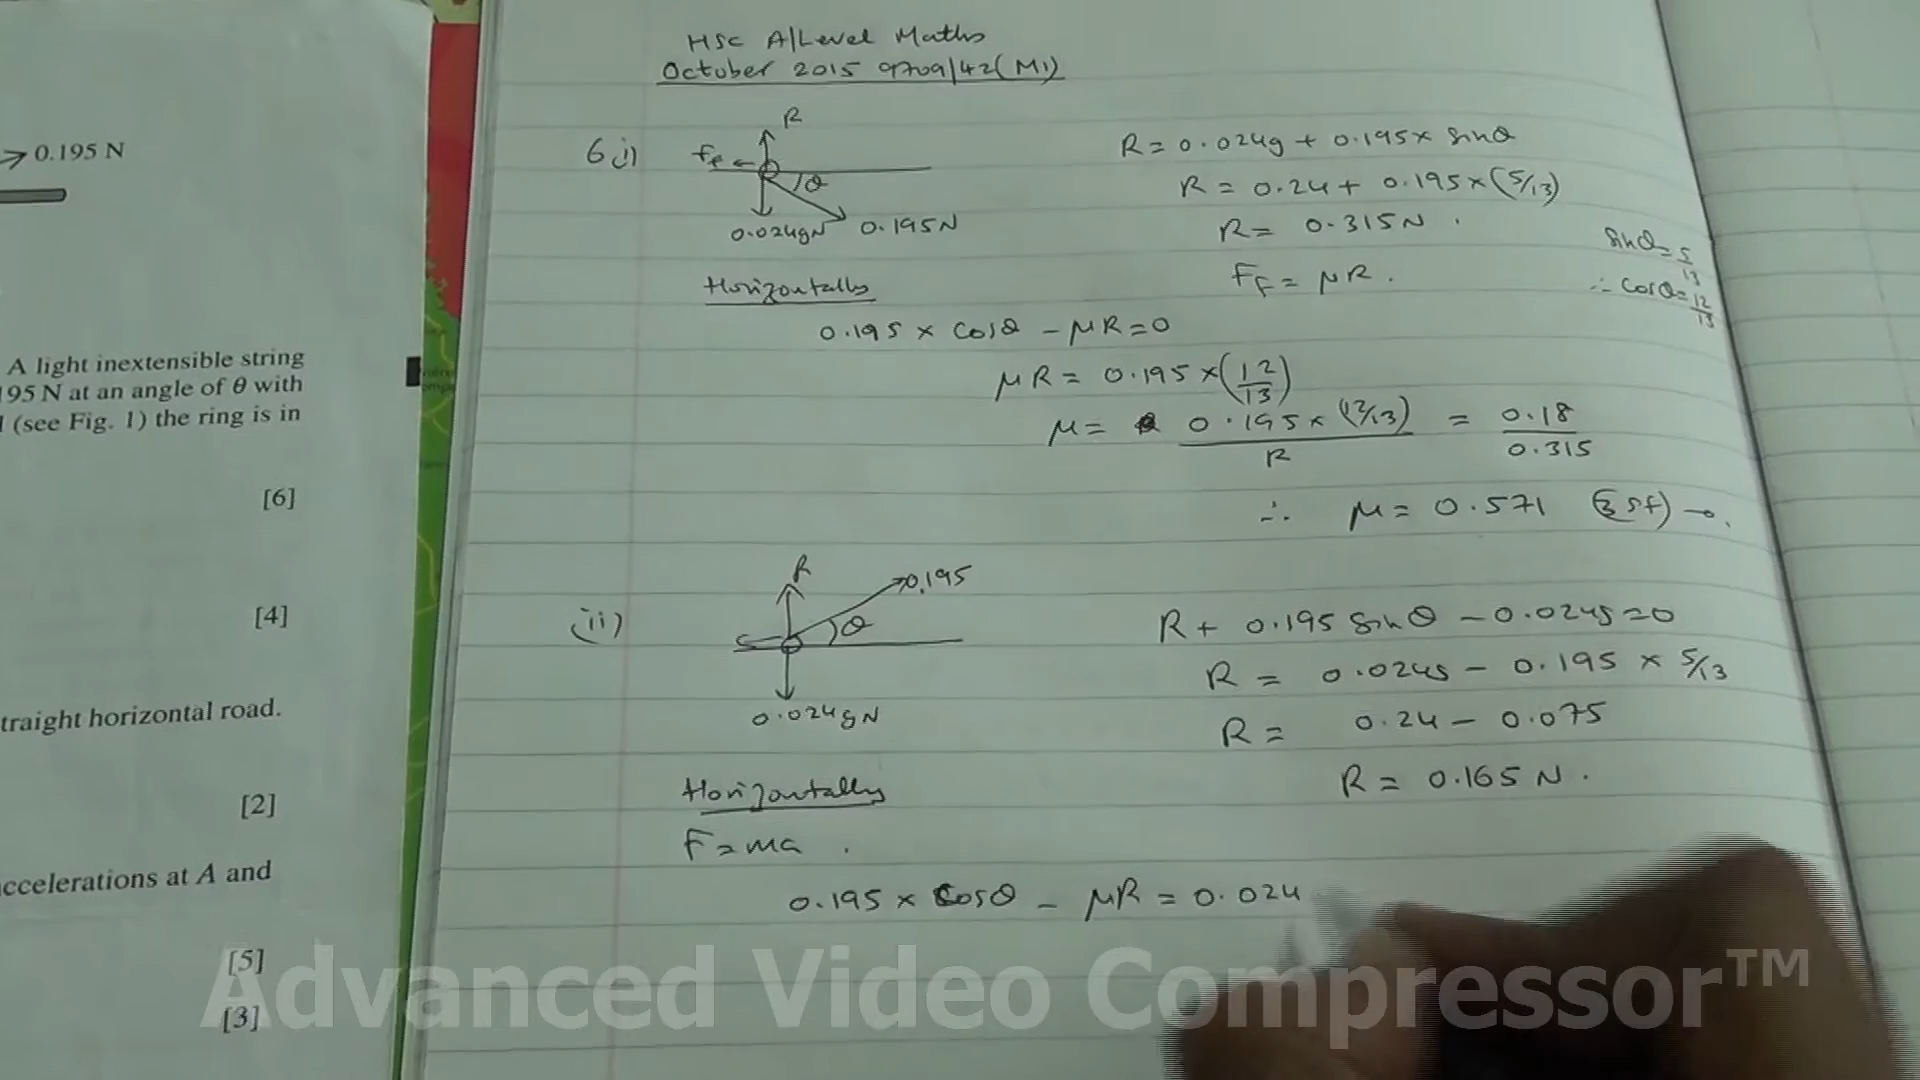 0.195 N
A light inextensible string
95 N at an angle of θ with
(see Fig. 1) the ring is in
[6]
[4]
traight horizontal road.
[2]
ccelerations at A and
[5]
[3]
HSC A/Level Maths
October 2015 9709/42(M1)
6 i)
R
θ
0.024gN
0.195N
R = 0.024g + 0.195 x Sinθ
R = 0.24 + 0.195 x (5/13)
R = 0.315N .
Sinθ = 5/13
∴ Cosθ = 12/13
FF = μR .
Horizontally
0.195 x Cosθ - μR = 0
μR = 0.195 x (12/13)
μ = 0.195 x (12/13) / R = 0.18 / 0.315
∴ μ = 0.571 (3 sf)
(ii)
R
0.195
θ
0.024gN
R + 0.195 Sinθ - 0.024g = 0
R = 0.024g - 0.195 x 5/13
R = 0.24 - 0.075
R = 0.165 N .
Horizontally
F = ma .
0.195 x Cosθ - μR = 0.024
Advanced Video Compressor™